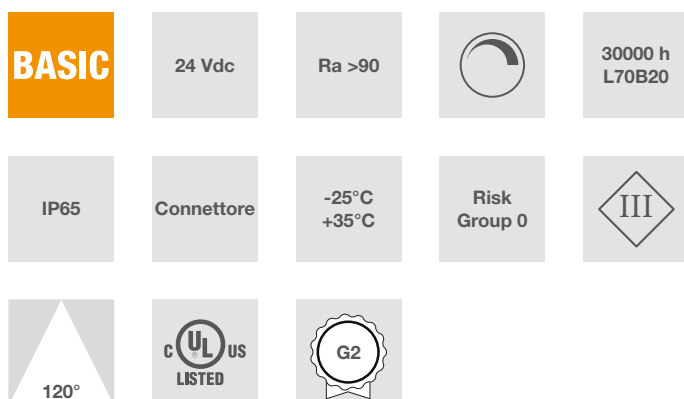 BASIC
24 Vdc
Ra >90
30000 h
L70B20
IP65
Connettore
-25°C
+35°C
Risk
Group 0
III
120°
C UL US
®
LISTED
G2